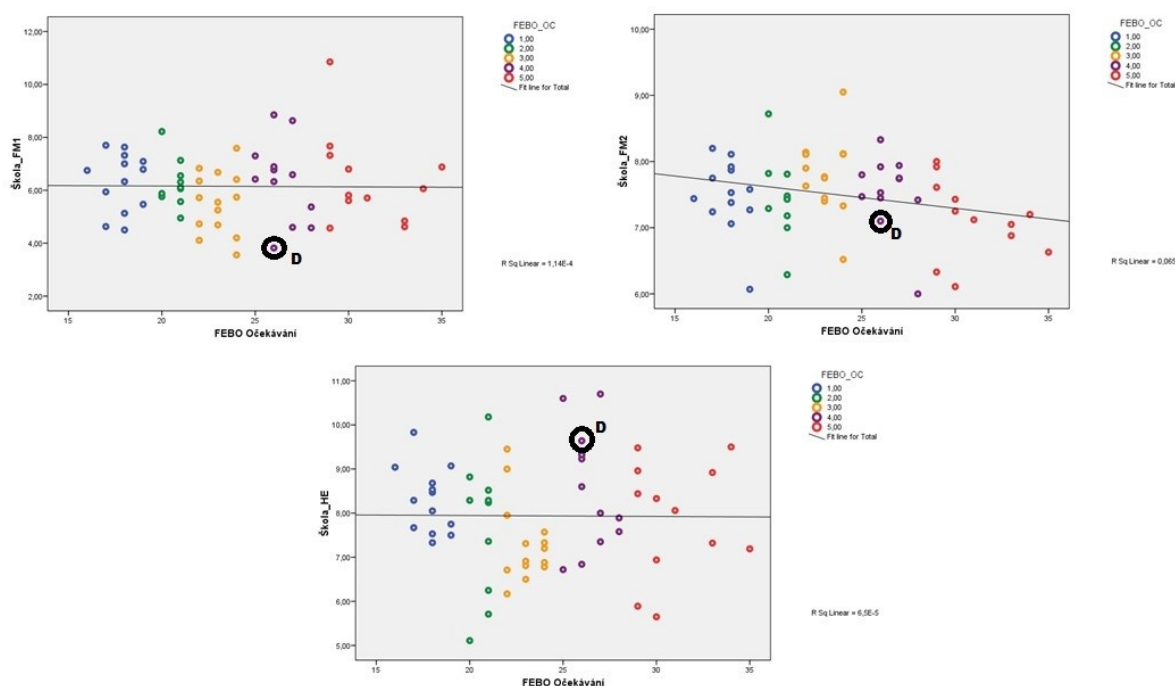 FEBO_OC
1,00
2,00
3,00
4,00
5,00
Fit line for Total
12,00
10,00
8,00
6,00
4,00
2,00
Škola_FM1
D
R Sq Linear = 1,14E-4
15 20 25 30 35
FEBO Očekávání
FEBO_OC
1,00
2,00
3,00
4,00
5,00
Fit line for Total
10,00
9,00
8,00
7,00
6,00
Škola_FM2
D
R Sq Linear = 0,065
15 20 25 30 35
FEBO Očekávání
FEBO_OC
1,00
2,00
3,00
4,00
5,00
Fit line for Total
11,00
10,00
9,00
8,00
7,00
6,00
5,00
Škola_HE
D
R Sq Linear = 6,5E-5
15 20 25 30 35
FEBO Očekávání